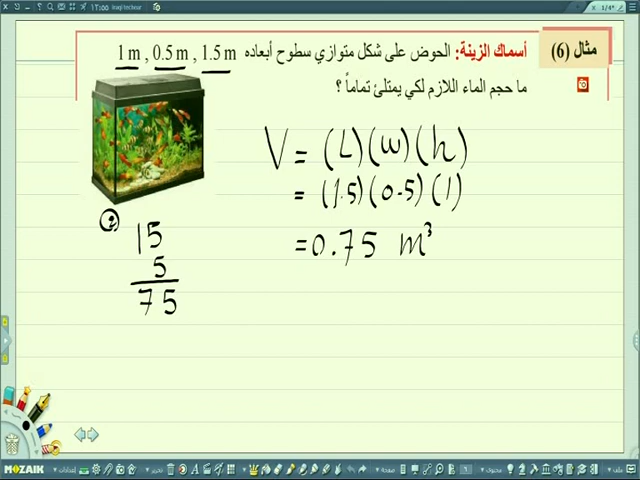 مثال (6)
أسماك الزينة: الحوض على شكل متوازي سطوح أبعاده 1 m , 0.5 m , 1.5 m
ما حجم الماء اللازم لكي يمتلئ تماماً ؟
V = (L)(w)(h)
= (1.5)(0.5)(1)
= 0.75 m³
15
5
75
MOZAIK